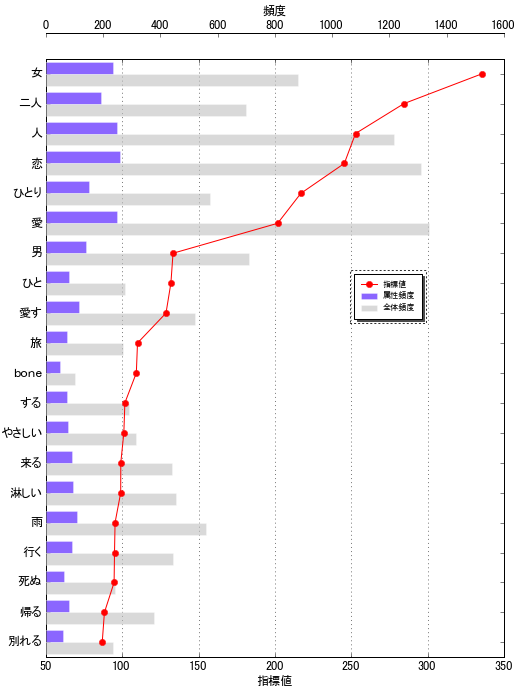 頻度
0 200 400 600 800 1000 1200 1400 1600
女
二人
人
恋
ひとり
愛
男
ひと
愛す
旅
bone
する
やさしい
来る
淋しい
雨
行く
死ぬ
帰る
別れる
指標値
属性頻度
全体頻度
50 100 150 200 250 300 350
指標値